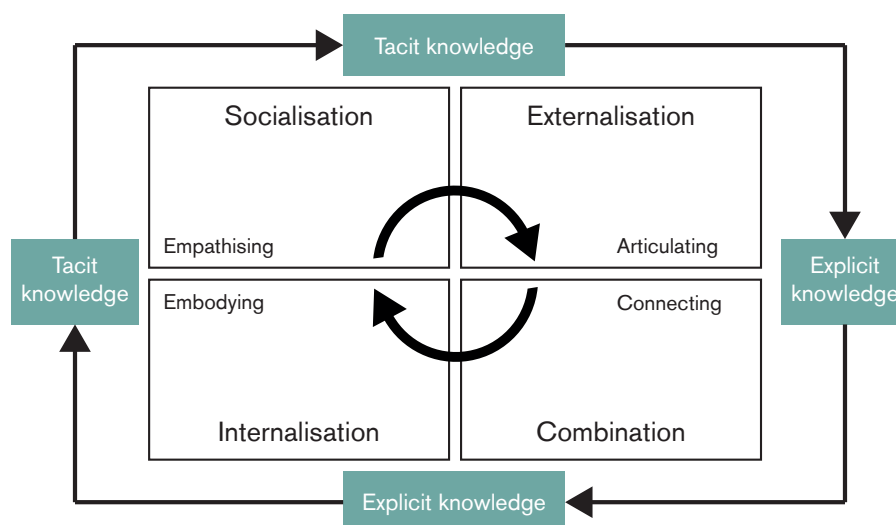 Tacit knowledge
Socialisation
Externalisation
Empathising
Articulating
Tacit
knowledge
Explicit
knowledge
Embodying
Connecting
Internalisation
Combination
Explicit knowledge